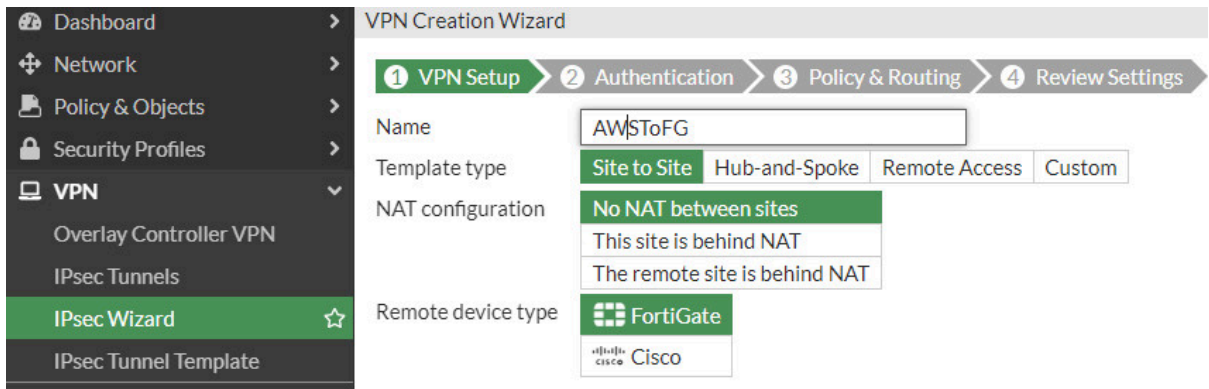 Dashboard
Network
Policy & Objects
Security Profiles
VPN
Overlay Controller VPN
IPsec Tunnels
IPsec Wizard
IPsec Tunnel Template
VPN Creation Wizard
1 VPN Setup 2 Authentication 3 Policy & Routing 4 Review Settings
Name AWSToFG
Template type Site to Site Hub-and-Spoke Remote Access Custom
NAT configuration No NAT between sites
This site is behind NAT
The remote site is behind NAT
Remote device type FortiGate
CISCO Cisco